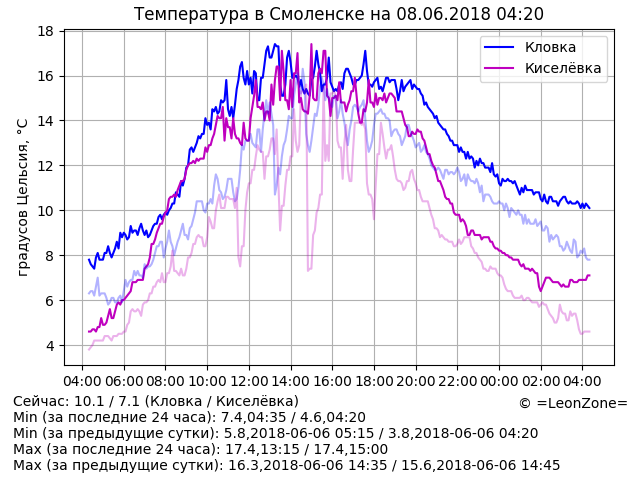 Температура в Смоленске на 08.06.2018 04:20
18
16
14
12
10
8
6
4
градусов Цельсия, °C
Кловка
Киселёвка
04:00 06:00 08:00 10:00 12:00 14:00 16:00 18:00 20:00 22:00 00:00 02:00 04:00
Сейчас: 10.1 / 7.1 (Кловка / Киселёвка)
© =LeonZone=
Min (за последние 24 часа): 7.4,04:35 / 4.6,04:20
Min (за предыдущие сутки): 5.8,2018-06-06 05:15 / 3.8,2018-06-06 04:20
Max (за последние 24 часа): 17.4,13:15 / 17.4,15:00
Max (за предыдущие сутки): 16.3,2018-06-06 14:35 / 15.6,2018-06-06 14:45